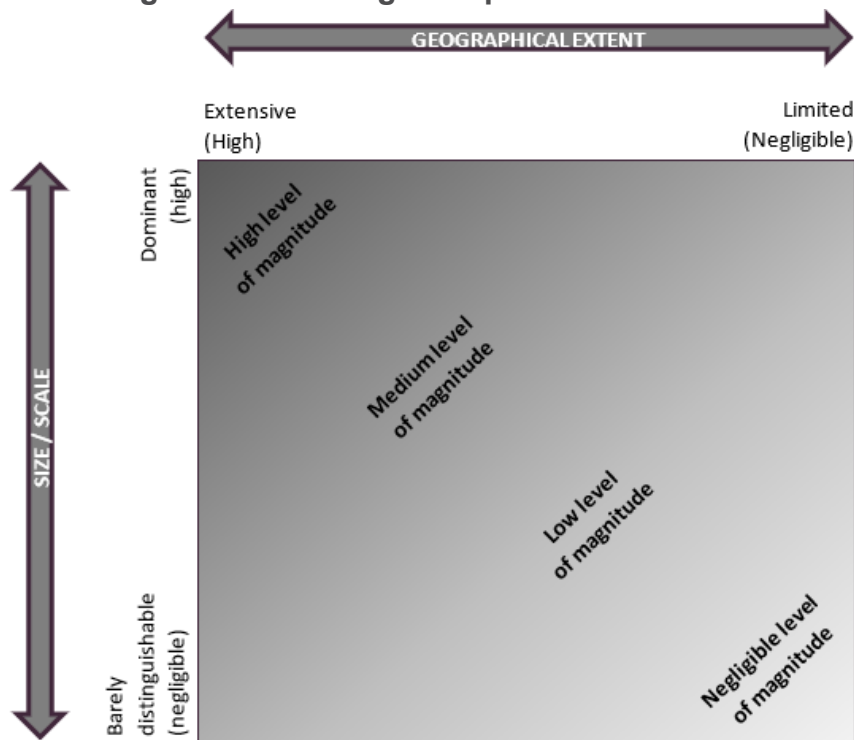 GEOGRAPHICAL EXTENT
Extensive
(High)
Limited
(Negligible)
Dominant
(high)
High level
of magnitude
Medium level
of magnitude
SIZE / SCALE
Low level
of magnitude
Barely
distinguishable
(negligible)
Negligible level
of magnitude